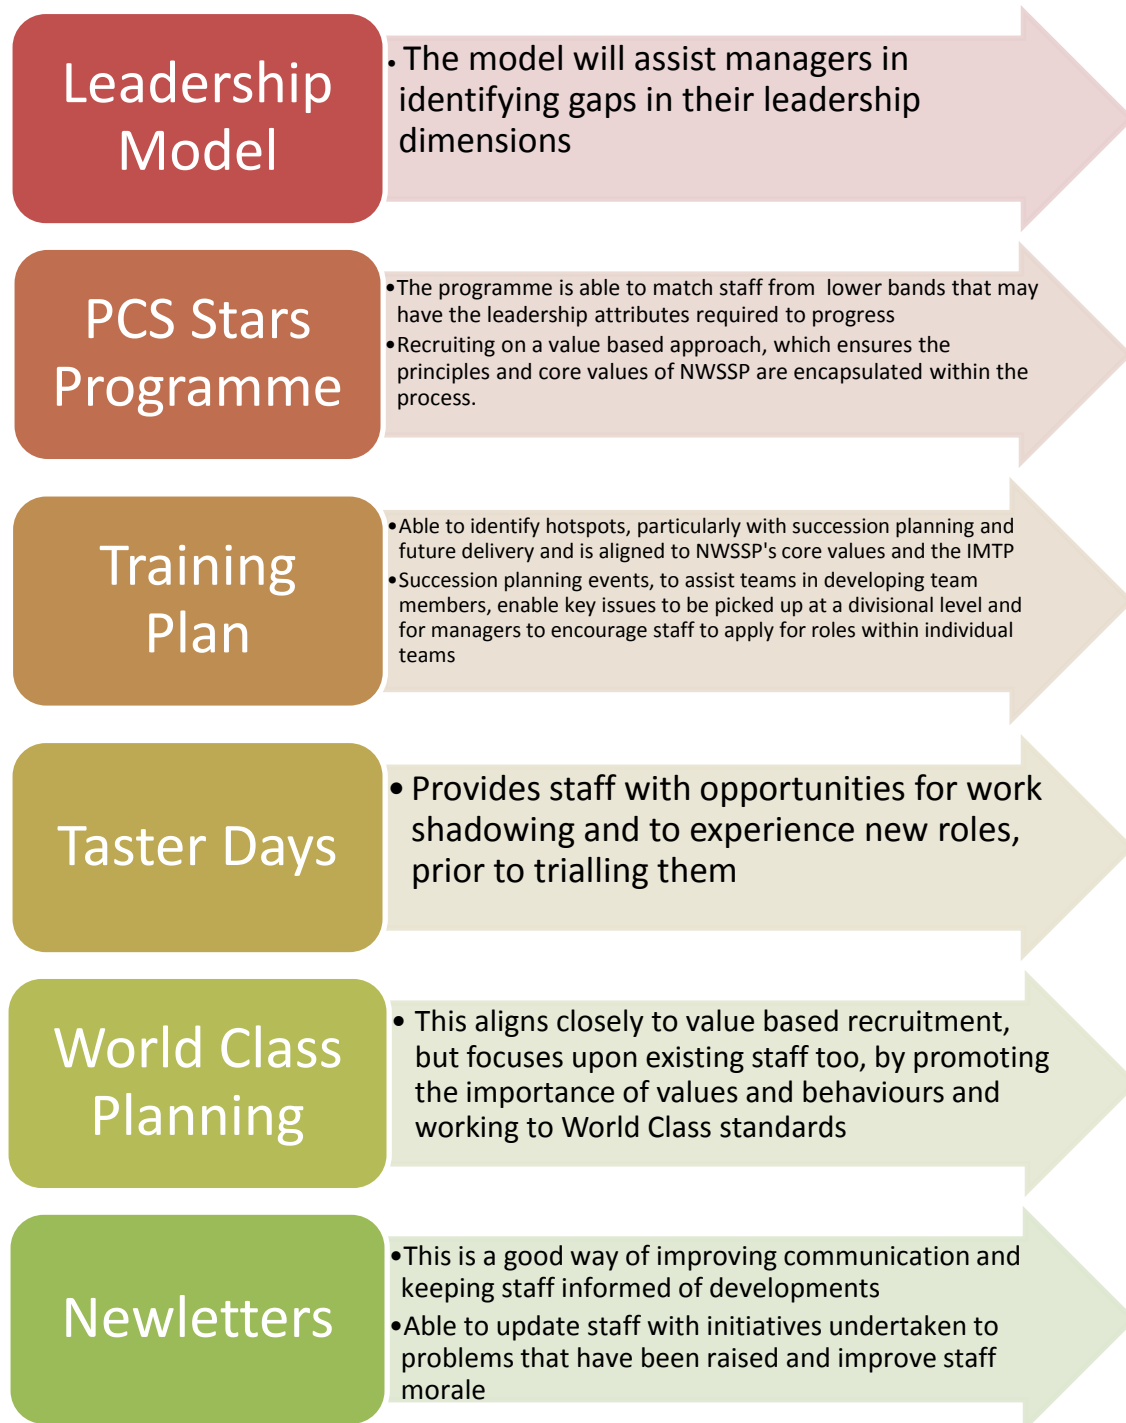 Leadership
Model
• The model will assist managers in
identifying gaps in their leadership
dimensions
PCS Stars
Programme
•The programme is able to match staff from  lower bands that may
have the leadership attributes required to progress
•Recruiting on a value based approach, which ensures the
principles and core values of NWSSP are encapsulated within the
process.
Training
Plan
•Able to identify hotspots, particularly with succession planning and
future delivery and is aligned to NWSSP's core values and the IMTP
•Succession planning events, to assist teams in developing team
members, enable key issues to be picked up at a divisional level and
for managers to encourage staff to apply for roles within individual
teams
Taster Days
• Provides staff with opportunities for work
shadowing and to experience new roles,
prior to trialling them
World Class
Planning
• This aligns closely to value based recruitment,
but focuses upon existing staff too, by promoting
the importance of values and behaviours and
working to World Class standards
Newletters
•This is a good way of improving communication and
keeping staff informed of developments
•Able to update staff with initiatives undertaken to
problems that have been raised and improve staff
morale